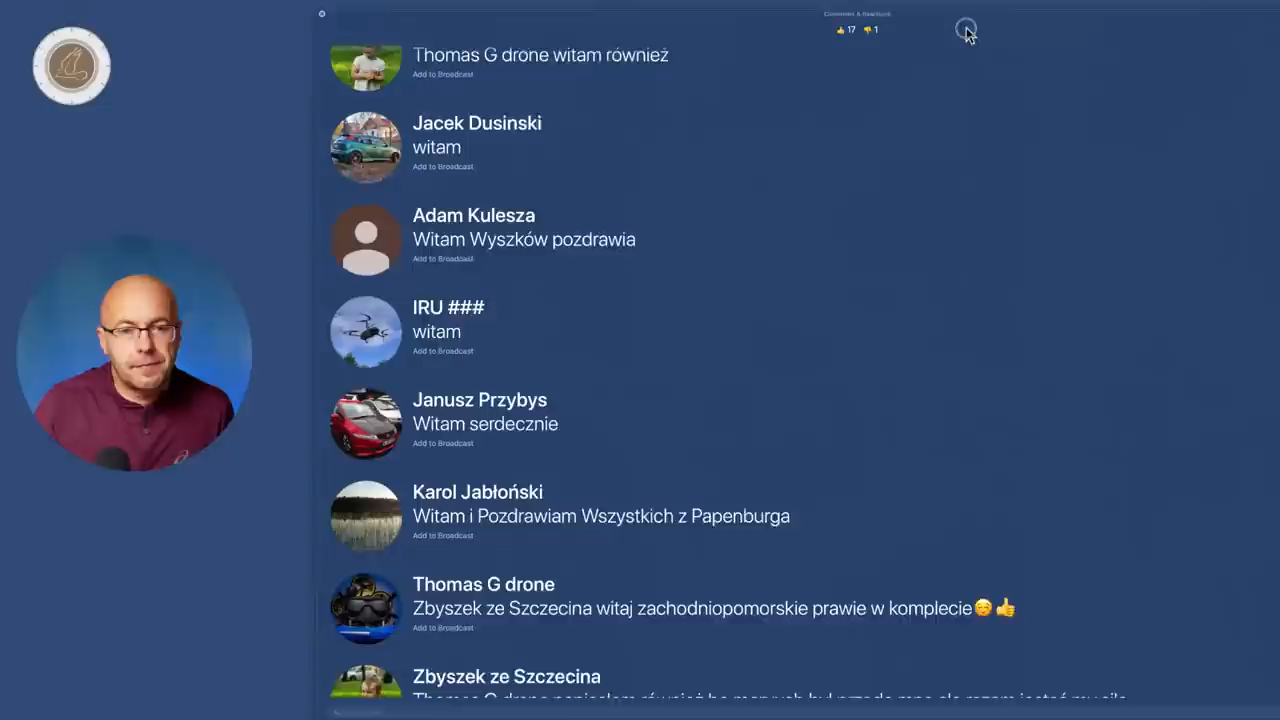 Comments & Reactions
👍 17 👎 1
Thomas G drone witam również
Add to Broadcast
Jacek Dusinski
witam
Add to Broadcast
Adam Kulesza
Witam Wyszków pozdrawia
Add to Broadcast
IRU ###
witam
Add to Broadcast
Janusz Przybys
Witam serdecznie
Add to Broadcast
Karol Jabłoński
Witam i Pozdrawiam Wszystkich z Papenburga
Add to Broadcast
Thomas G drone
Zbyszek ze Szczecina witaj zachodniopomorskie prawie w komplecie😊👍
Add to Broadcast
Zbyszek ze Szczecina
Thomas G drone